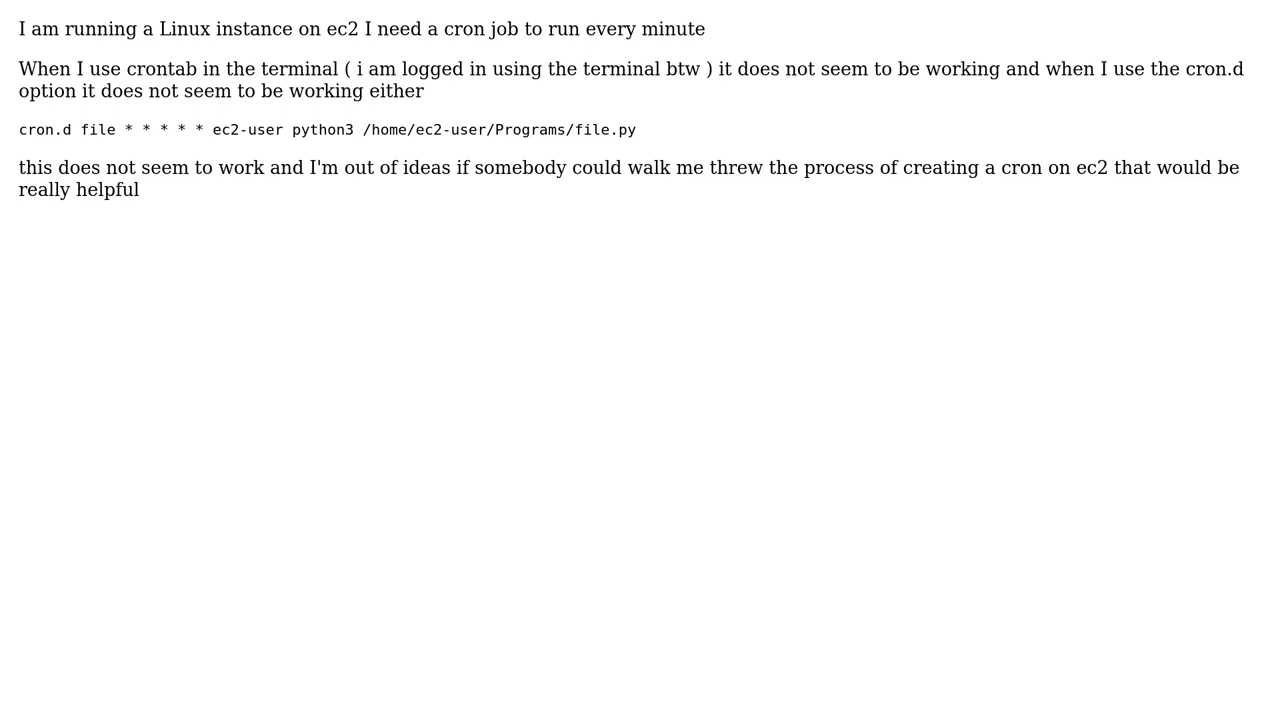 I am running a Linux instance on ec2 I need a cron job to run every minute
When I use crontab in the terminal ( i am logged in using the terminal btw ) it does not seem to be working and when I use the cron.d
option it does not seem to be working either
cron.d file * * * * * ec2-user python3 /home/ec2-user/Programs/file.py
this does not seem to work and I'm out of ideas if somebody could walk me threw the process of creating a cron on ec2 that would be
really helpful